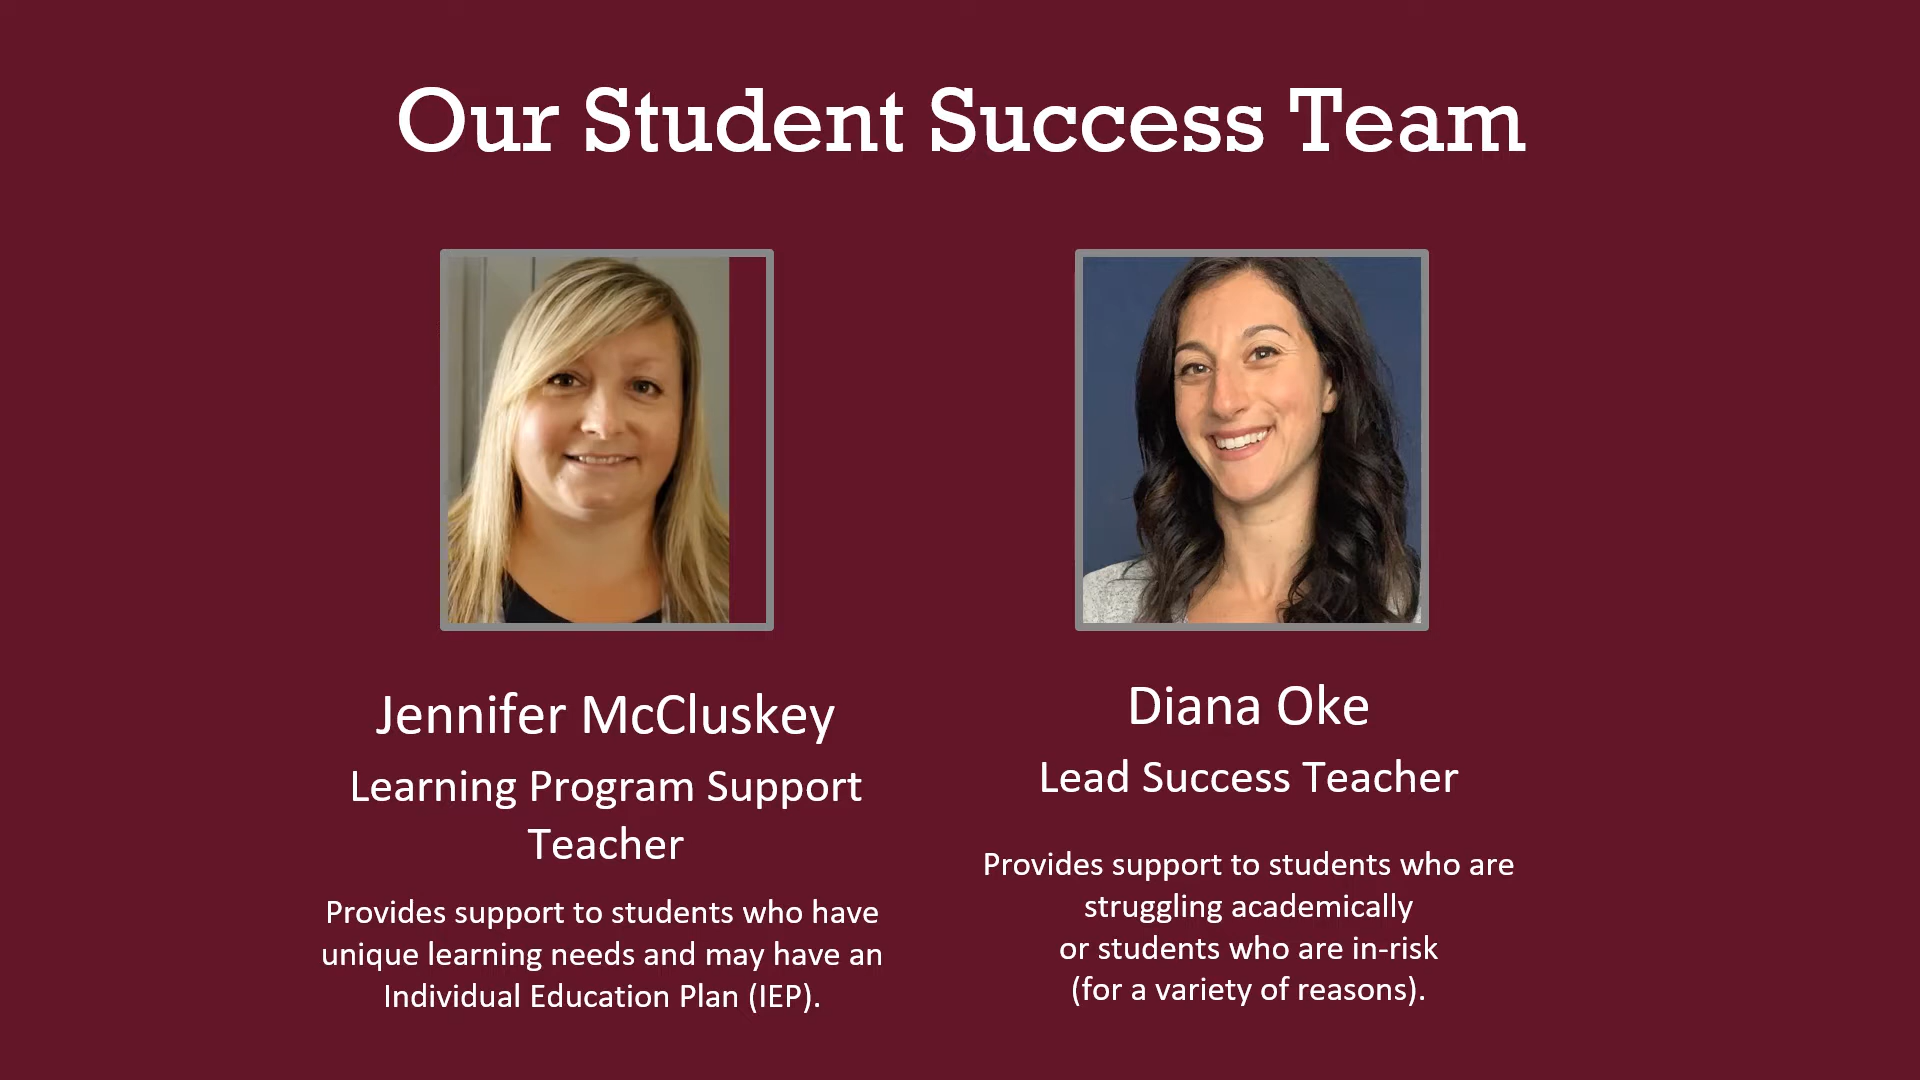 Our Student Success Team
Jennifer McCluskey
Learning Program Support
Teacher
Provides support to students who have
unique learning needs and may have an
Individual Education Plan (IEP).
Diana Oke
Lead Success Teacher
Provides support to students who are
struggling academically
or students who are in-risk
(for a variety of reasons).